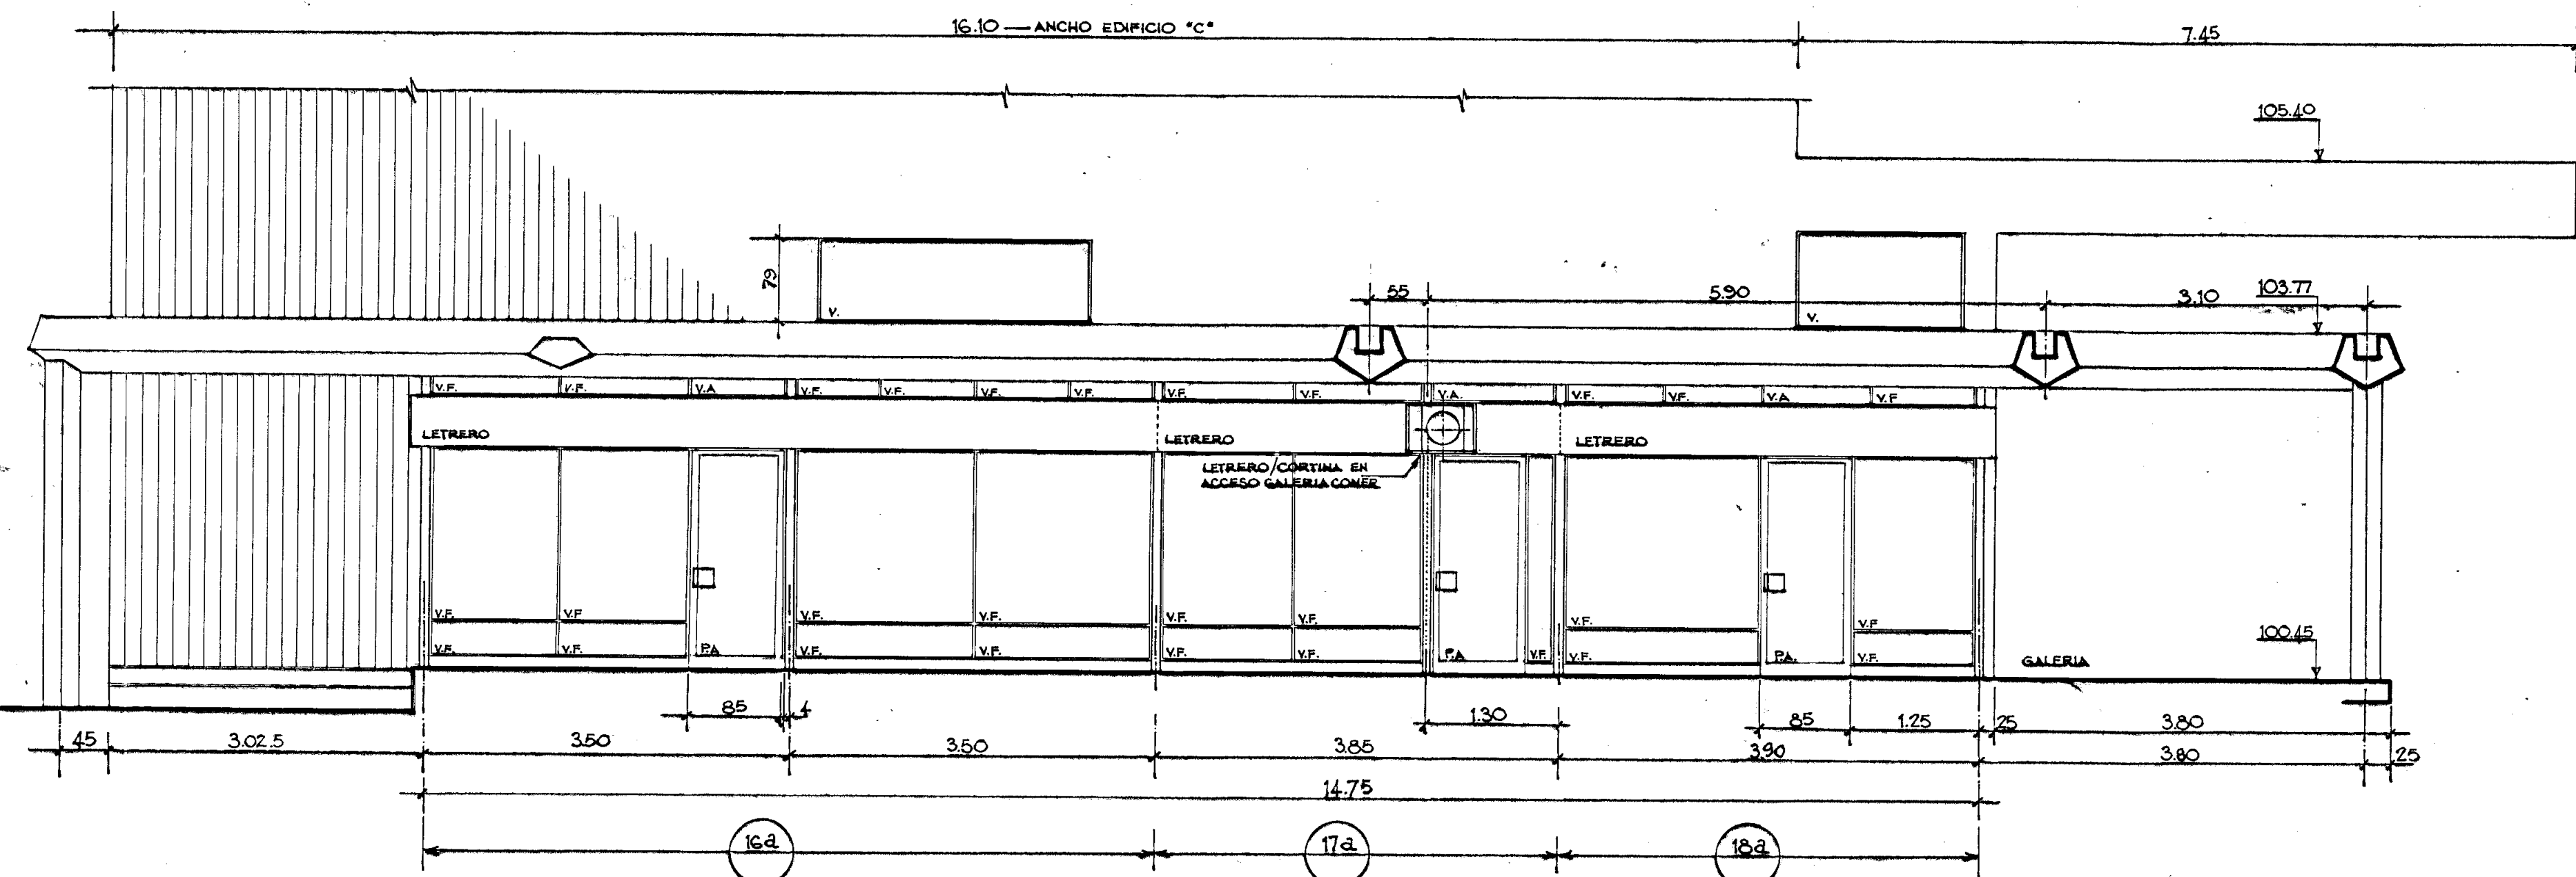 16.10 — ANCHO EDIFICIO "C"
7.45
105.40
79
V.
55
5.90
V.
3.10
103.77
V.F. V.F. V.A V.F. V.F. V.F. V.F. V.F. V.F. V.A. V.F. V.F. V.A V.F
LETRERO
LETRERO
LETRERO
LETRERO/CORTINA EN
ACCESO GALERIA COMER
V.F. V.F V.F. V.F. V.F. V.F. V.F. V.F
V.F. V.F. P.A V.F. V.F. V.F. V.F. P.A V.F. V.F. P.A. V.F.
GALERIA
100.45
85 4 1.30 85 1.25 25 3.80
45 3.02.5 3.50 3.50 3.85 3.90 3.80 25
14.75
16a 17a 18a